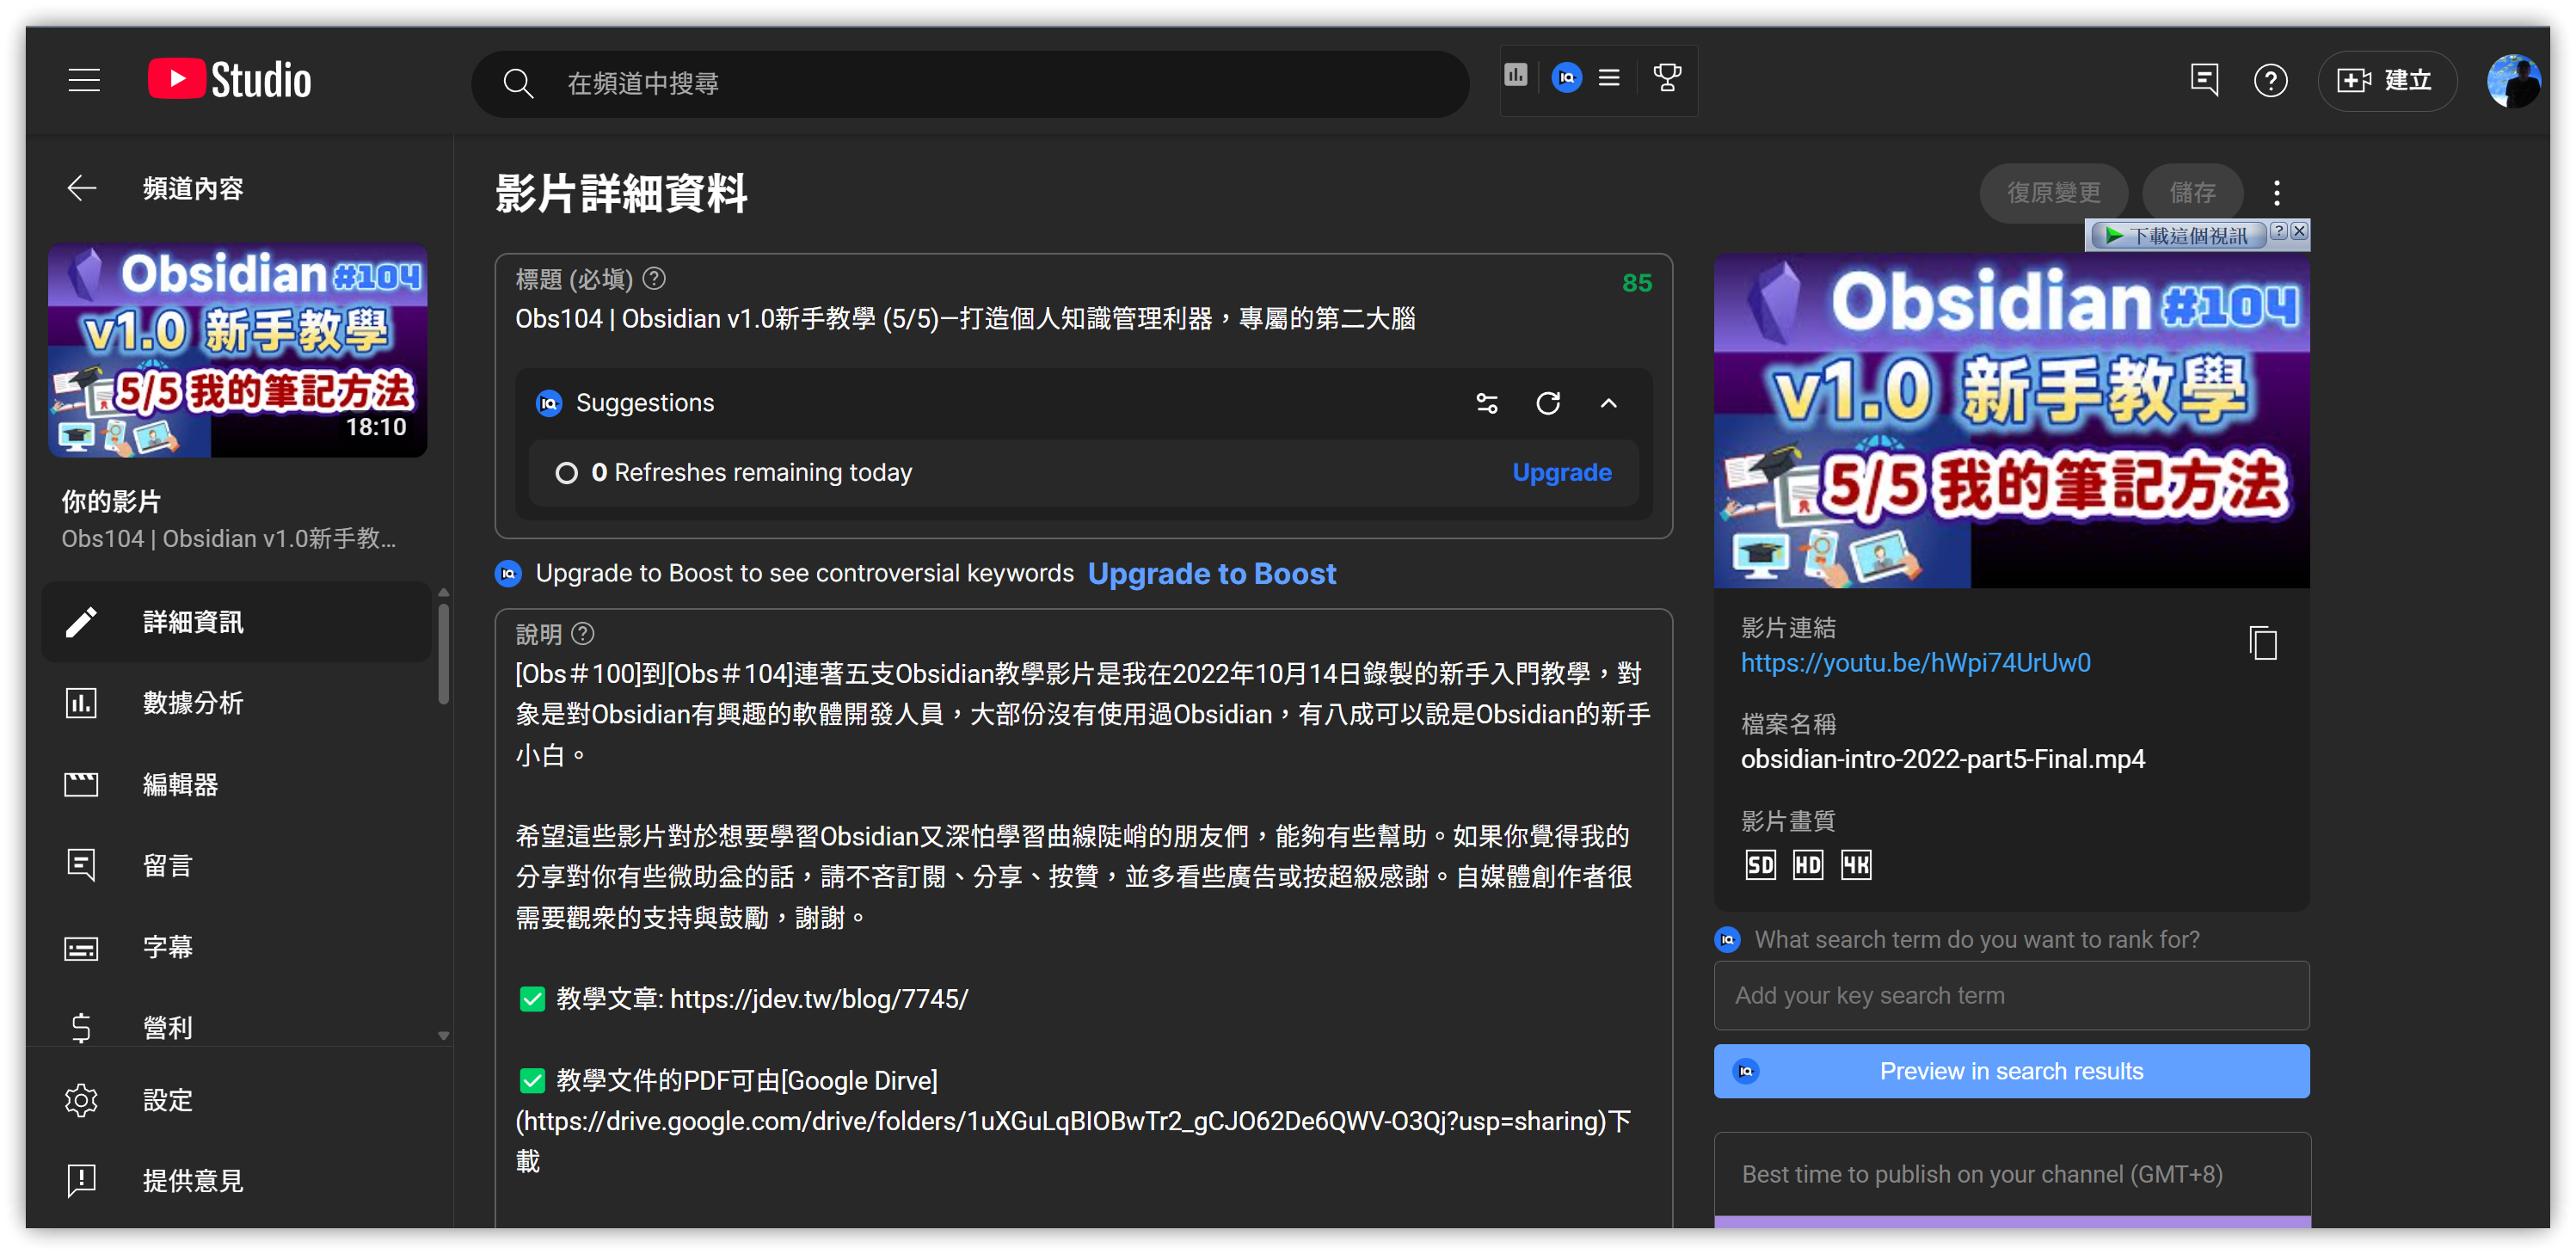 Studio
在頻道中搜尋
建立
頻道內容
Obsidian #104
v1.0 新手教學
5/5 我的筆記方法
18:10
你的影片
Obs104 | Obsidian v1.0新手教...
詳細資訊
數據分析
編輯器
留言
字幕
營利
設定
提供意見
影片詳細資料
復原變更
儲存
標題 (必填)
85
Obs104 | Obsidian v1.0新手教學 (5/5)—打造個人知識管理利器，專屬的第二大腦
Suggestions
0 Refreshes remaining today
Upgrade
Upgrade to Boost to see controversial keywords Upgrade to Boost
說明
[Obs＃100]到[Obs＃104]連著五支Obsidian教學影片是我在2022年10月14日錄製的新手入門教學，對
象是對Obsidian有興趣的軟體開發人員，大部份沒有使用過Obsidian，有八成可以說是Obsidian的新手
小白。
希望這些影片對於想要學習Obsidian又深怕學習曲線陡峭的朋友們，能夠有些幫助。如果你覺得我的
分享對你有些微助益的話，請不吝訂閱、分享、按贊，並多看些廣告或按超級感謝。自媒體創作者很
需要觀眾的支持與鼓勵，謝謝。
✅ 教學文章: https://jdev.tw/blog/7745/
✅ 教學文件的PDF可由[Google Dirve]
(https://drive.google.com/drive/folders/1uXGuLqBIOBwTr2_gCJO62De6QWV-O3Qj?usp=sharing)下
載
下載這個視訊
Obsidian #104
v1.0 新手教學
5/5 我的筆記方法
影片連結
https://youtu.be/hWpi74UrUw0
檔案名稱
obsidian-intro-2022-part5-Final.mp4
影片畫質
SD HD 4K
What search term do you want to rank for?
Add your key search term
Preview in search results
Best time to publish on your channel (GMT+8)